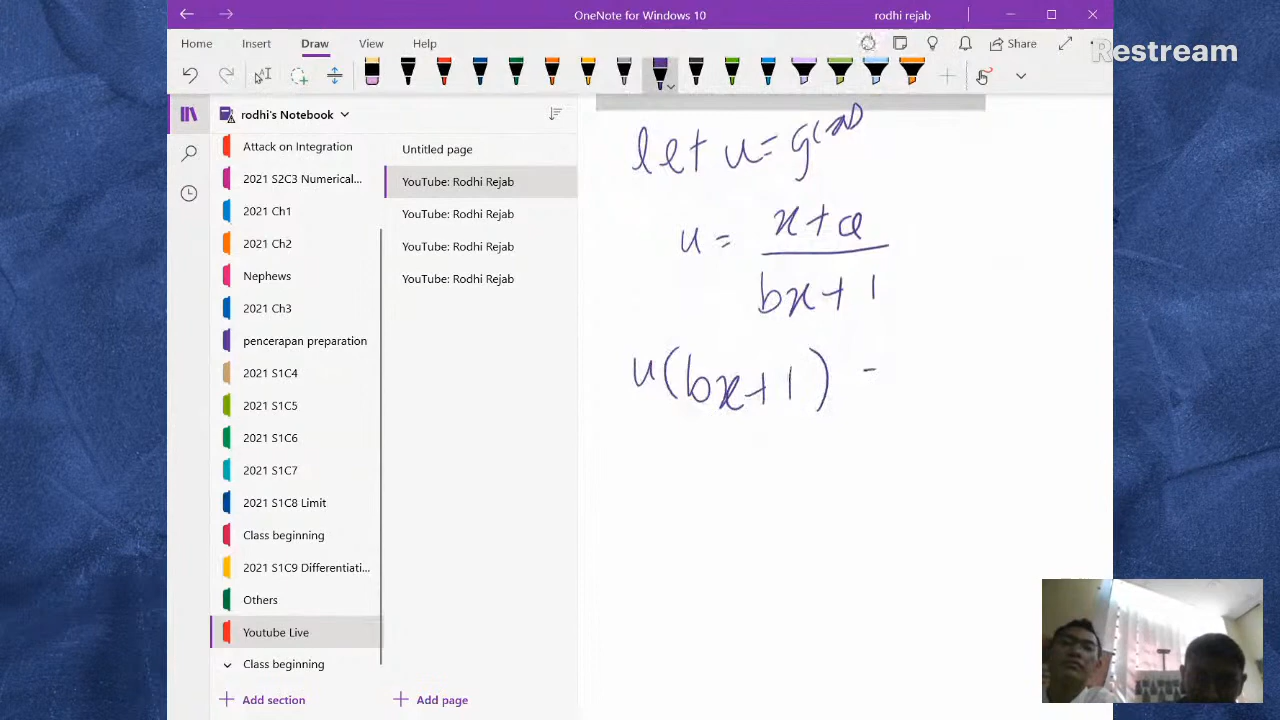 OneNote for Windows 10
rodhi rejab
Restream
Home Insert Draw View Help
Share
rodhi's Notebook
Attack on Integration
2021 S2C3 Numerical...
2021 Ch1
2021 Ch2
Nephews
2021 Ch3
pencerapan preparation
2021 S1C4
2021 S1C5
2021 S1C6
2021 S1C7
2021 S1C8 Limit
Class beginning
2021 S1C9 Differentiati...
Others
Youtube Live
Class beginning
Add section
Untitled page
YouTube: Rodhi Rejab
YouTube: Rodhi Rejab
YouTube: Rodhi Rejab
YouTube: Rodhi Rejab
Add page
let u = g(x)
u = x + a
bx + 1
u(bx+1) -